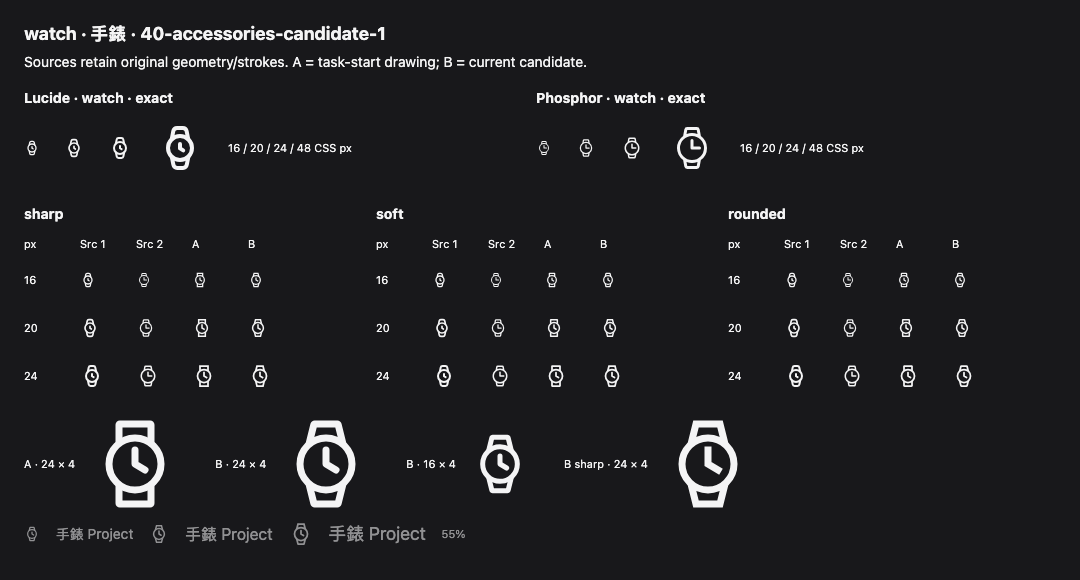 watch · 手錶 · 40-accessories-candidate-1
Sources retain original geometry/strokes. A = task-start drawing; B = current candidate.
Lucide · watch · exact
16 / 20 / 24 / 48 CSS px
Phosphor · watch · exact
16 / 20 / 24 / 48 CSS px
sharp
px Src 1 Src 2 A B
16
20
24
soft
px Src 1 Src 2 A B
16
20
24
rounded
px Src 1 Src 2 A B
16
20
24
A · 24 × 4
B · 24 × 4
B · 16 × 4
B sharp · 24 × 4
手錶 Project 手錶 Project 手錶 Project 55%